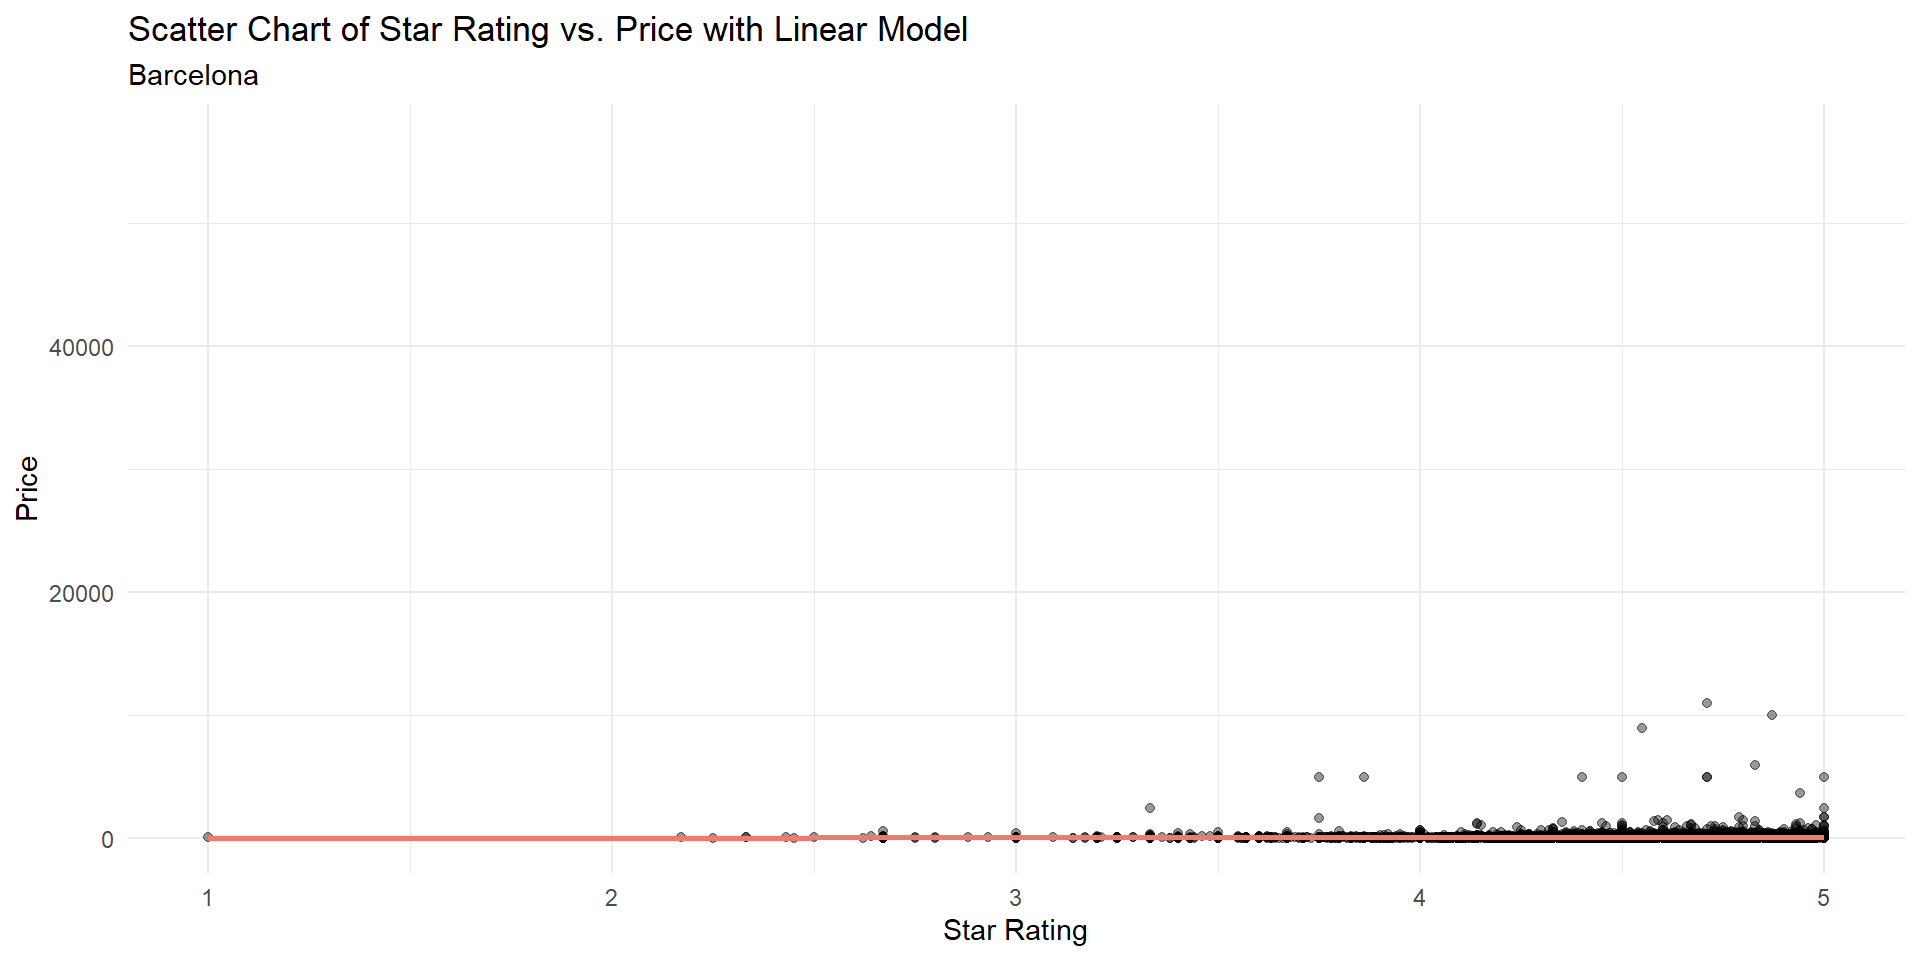 Scatter Chart of Star Rating vs. Price with Linear Model
Barcelona
Price
40000
20000
0
1 2 3 4 5
Star Rating